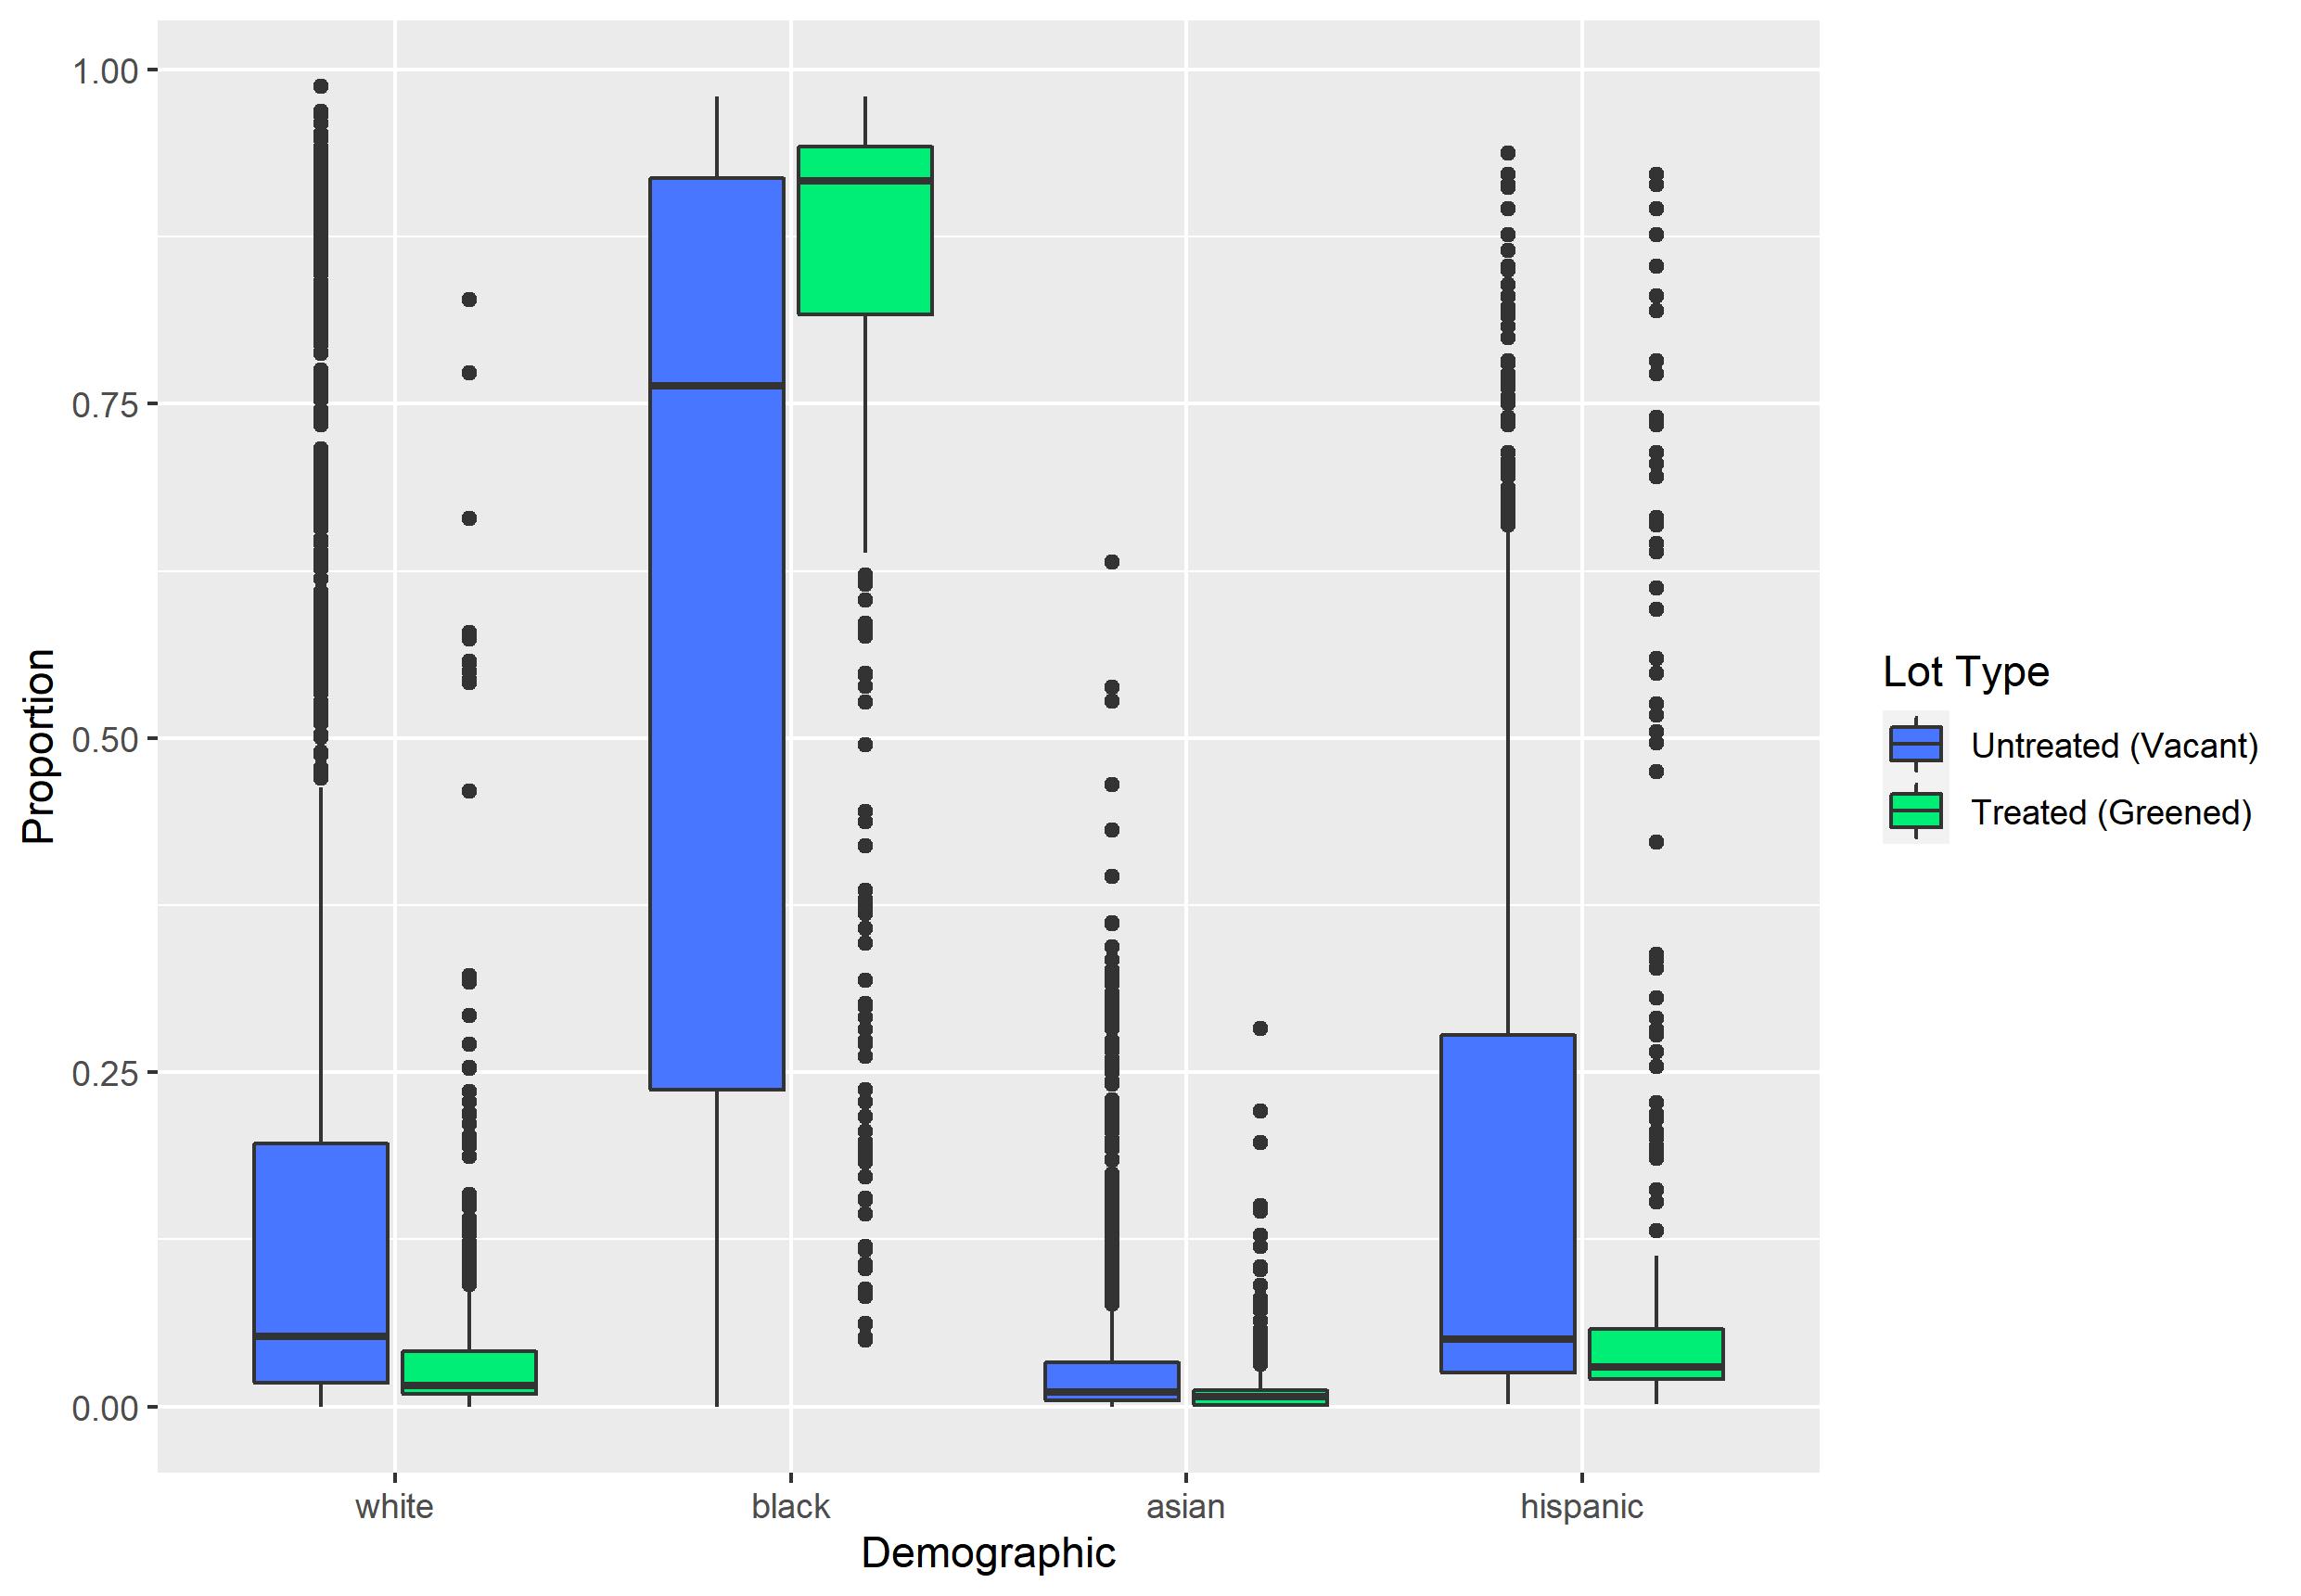 1.00
0.75
0.50
0.25
0.00
Proportion
white
black
asian
hispanic
Demographic
Lot Type
Untreated (Vacant)
Treated (Greened)